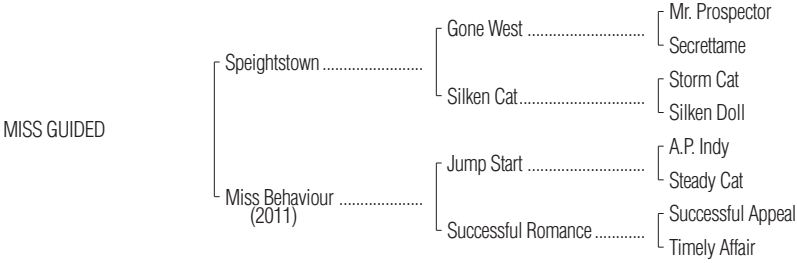 Mr. Prospector
Gone West ..........................
Secrettame
Speightstown ......................
Storm Cat
Silken Cat............................
Silken Doll
MISS GUIDED
A.P. Indy
Jump Start ..........................
Steady Cat
Miss Behaviour ...................
(2011)
Successful Appeal
Successful Romance ...........
Timely Affair